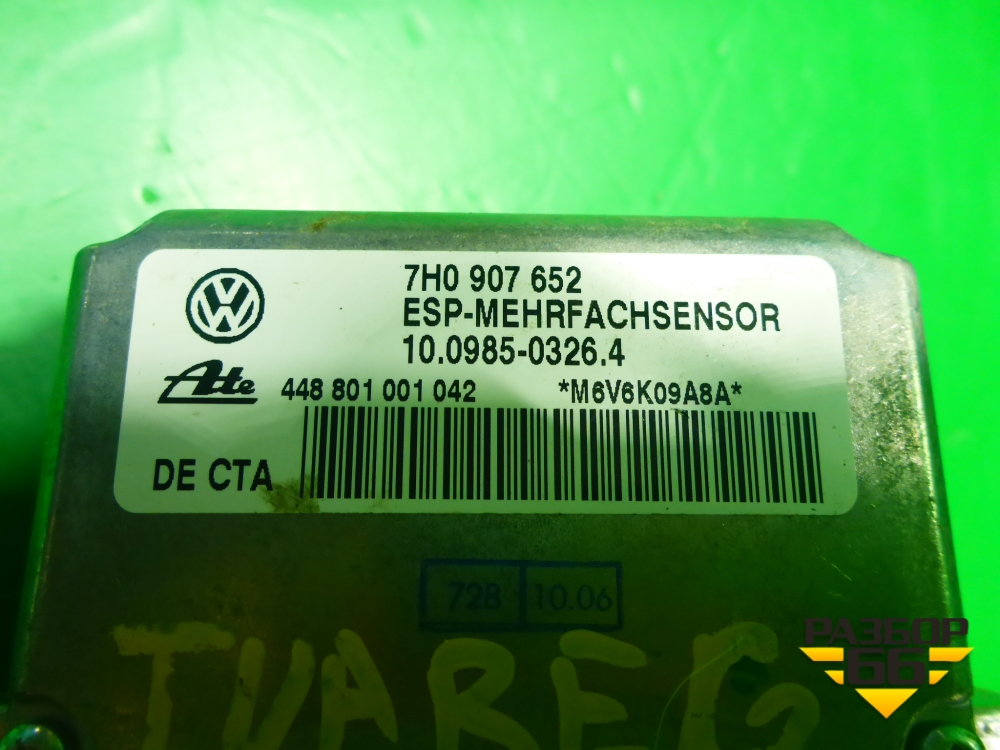 7H0 907 652
ESP-MEHRFACHSENSOR
10.0985-0326.4
Ate
448 801 001 042 *M6V6K09A8A*
DE CTA
728 10.06
TVAREG
РАЗБОР
66